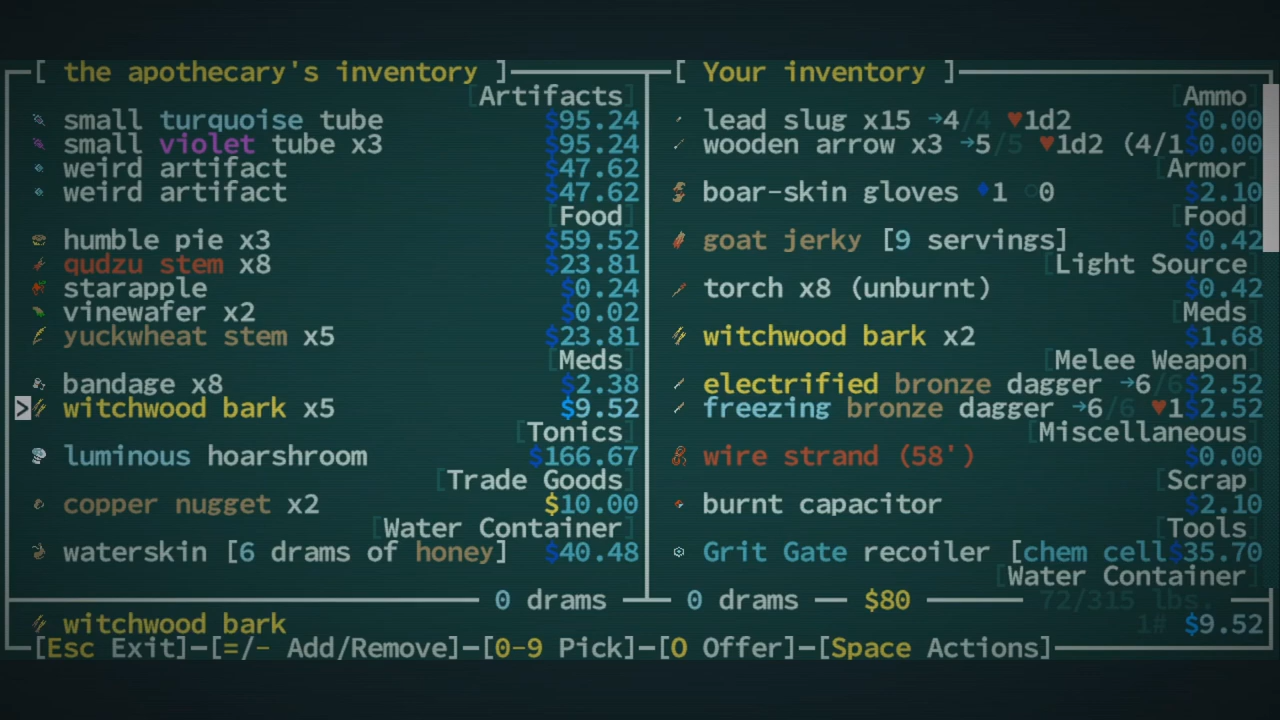 [ the apothecary's inventory ]
[Artifacts]
small turquoise tube $95.24
small violet tube x3 $95.24
weird artifact $47.62
weird artifact $47.62
[Food]
humble pie x3 $59.52
qudzu stem x8 $23.81
starapple $0.24
vinewafer x2 $0.02
yuckwheat stem x5 $23.81
[Meds]
bandage x8 $2.38
> witchwood bark x5 $9.52
[Tonics]
luminous hoarshroom $166.67
[Trade Goods]
copper nugget x2 $10.00
[Water Container]
waterskin [6 drams of honey] $40.48
0 drams
[ Your inventory ]
[Ammo]
lead slug x15 →4/4 ♥1d2 $0.00
wooden arrow x3 →5/5 ♥1d2 (4/1$0.00
[Armor]
boar-skin gloves ♦1 ○0 $2.10
[Food]
goat jerky [9 servings] $0.42
[Light Source]
torch x8 (unburnt) $0.42
[Meds]
witchwood bark x2 $1.68
[Melee Weapon]
electrified bronze dagger →6/6$2.52
freezing bronze dagger →6/6 ♥1$2.52
[Miscellaneous]
wire strand (58') $0.00
[Scrap]
burnt capacitor $2.10
[Tools]
Grit Gate recoiler [chem cell$35.70
[Water Container]
0 drams — $80 72/315 lbs.
witchwood bark 1# $9.52
[Esc Exit]—[=/- Add/Remove]—[0-9 Pick]—[O Offer]—[Space Actions]